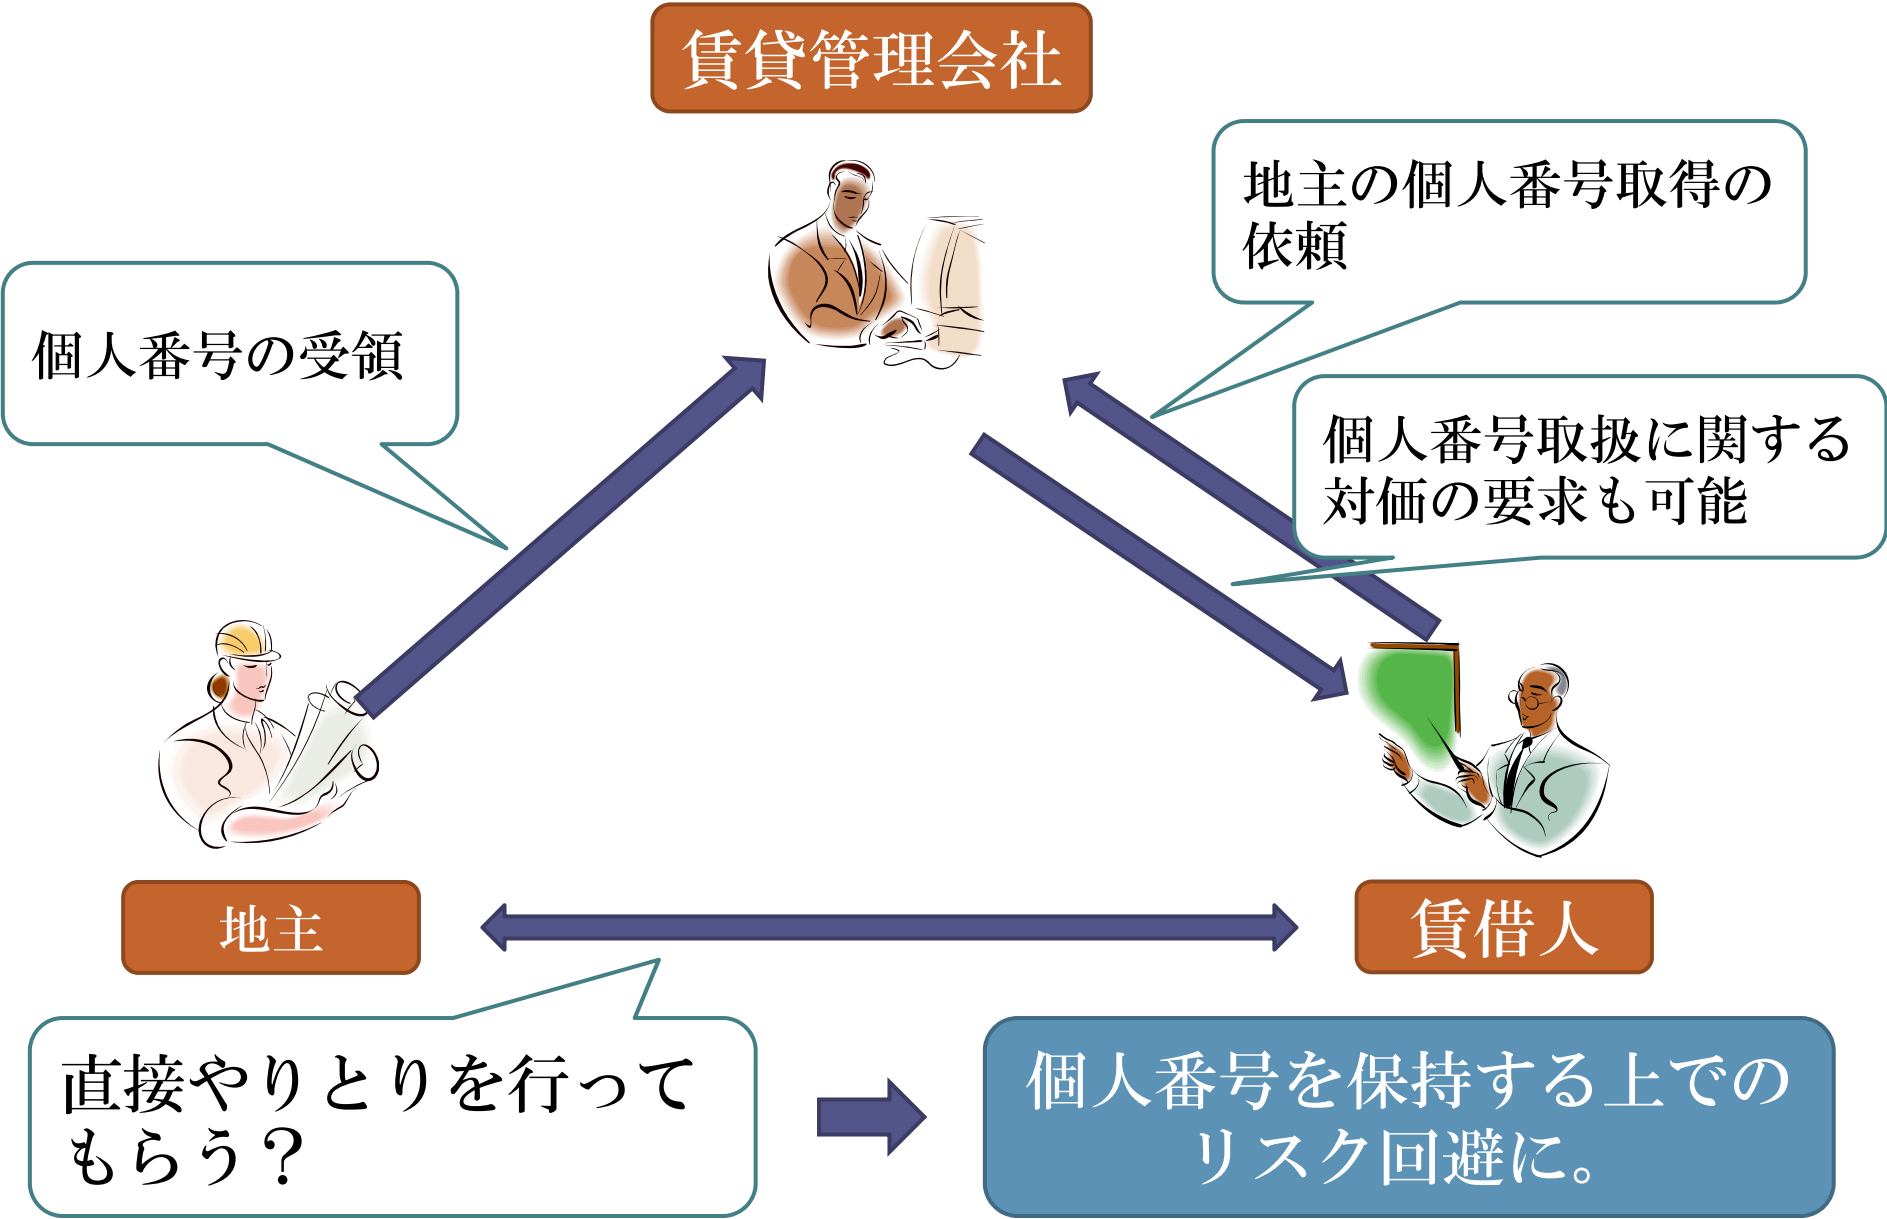 賃貸管理会社
地主の個人番号取得の
依頼
個人番号の受領
個人番号取扱に関する
対価の要求も可能
地主
賃借人
直接やりとりを行って
もらう？
個人番号を保持する上での
リスク回避に。